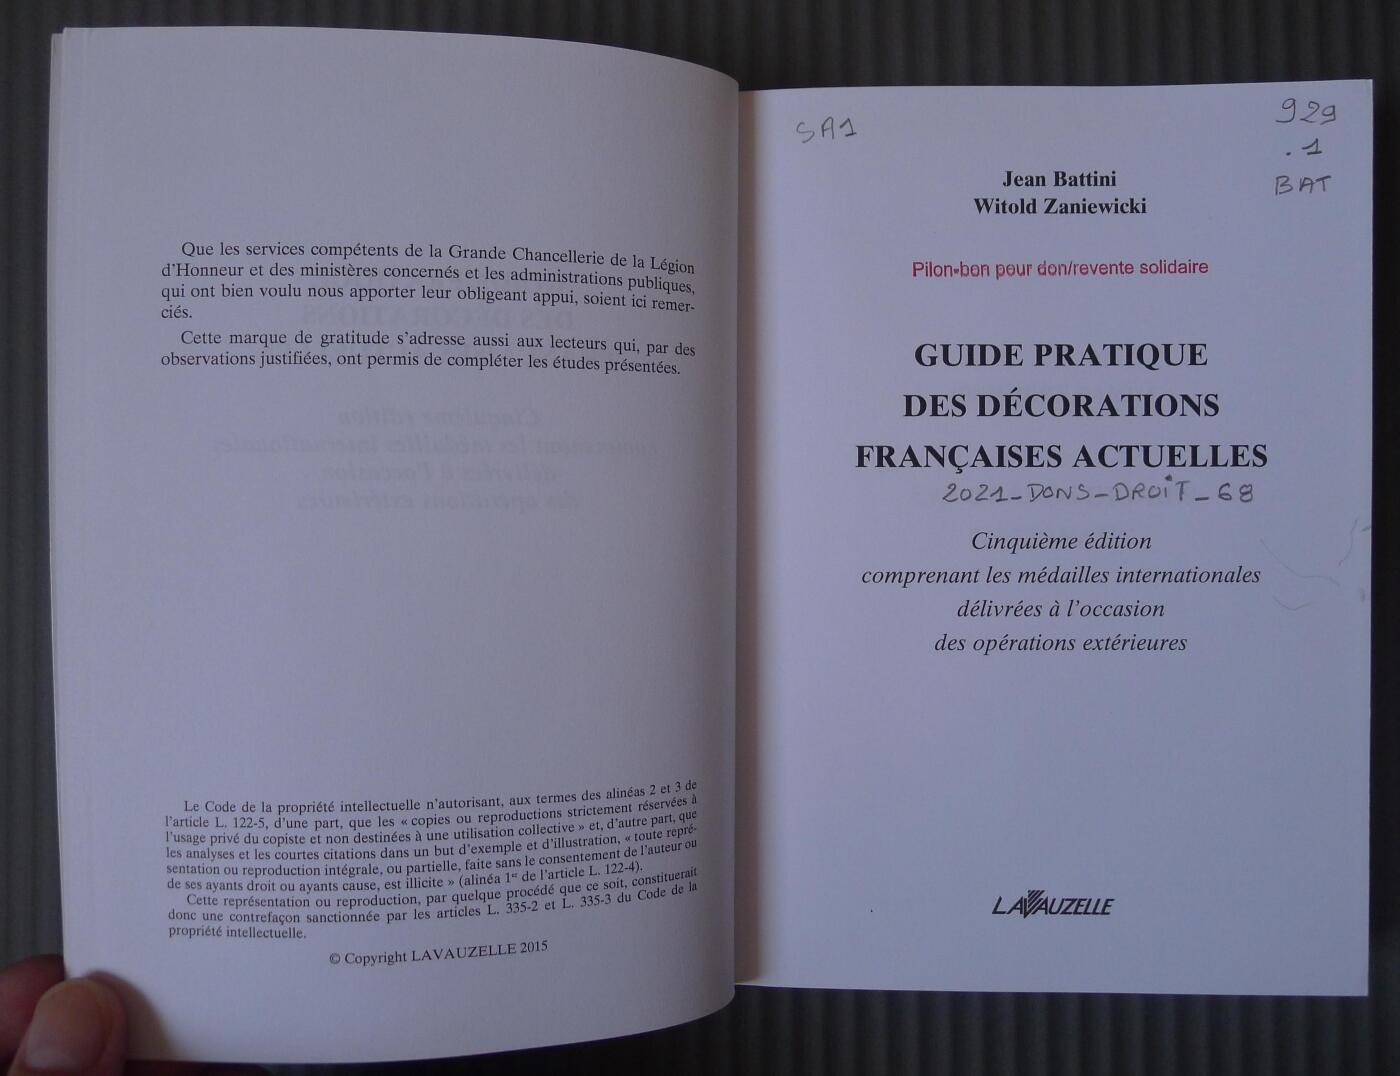 Que les services compétents de la Grande Chancellerie de la Légion
d'Honneur et des ministères concernés et les administrations publiques,
qui ont bien voulu nous apporter leur obligeant appui, soient ici remer-
ciés.
Cette marque de gratitude s'adresse aussi aux lecteurs qui, par des
observations justifiées, ont permis de compléter les études présentées.
Le Code de la propriété intellectuelle n'autorisant, aux termes des alinéas 2 et 3 de
l'article L. 122-5, d'une part, que les « copies ou reproductions strictement réservées à
l'usage privé du copiste et non destinées à une utilisation collective » et, d'autre part, que
les analyses et les courtes citations dans un but d'exemple et d'illustration, « toute repré-
sentation ou reproduction intégrale, ou partielle, faite sans le consentement de l'auteur ou
de ses ayants droit ou ayants cause, est illicite » (alinéa 1er de l'article L. 122-4).
Cette représentation ou reproduction, par quelque procédé que ce soit, constituerait
donc une contrefaçon sanctionnée par les articles L. 335-2 et L. 335-3 du Code de la
propriété intellectuelle.
© Copyright LAVAUZELLE 2015
SA1
929
.1
BAT
Jean Battini
Witold Zaniewicki
Pilon-bon pour don/revente solidaire
GUIDE PRATIQUE
DES DÉCORATIONS
FRANÇAISES ACTUELLES
2021_DONS_DROIT_68
Cinquième édition
comprenant les médailles internationales
délivrées à l'occasion
des opérations extérieures
LAVAUZELLE